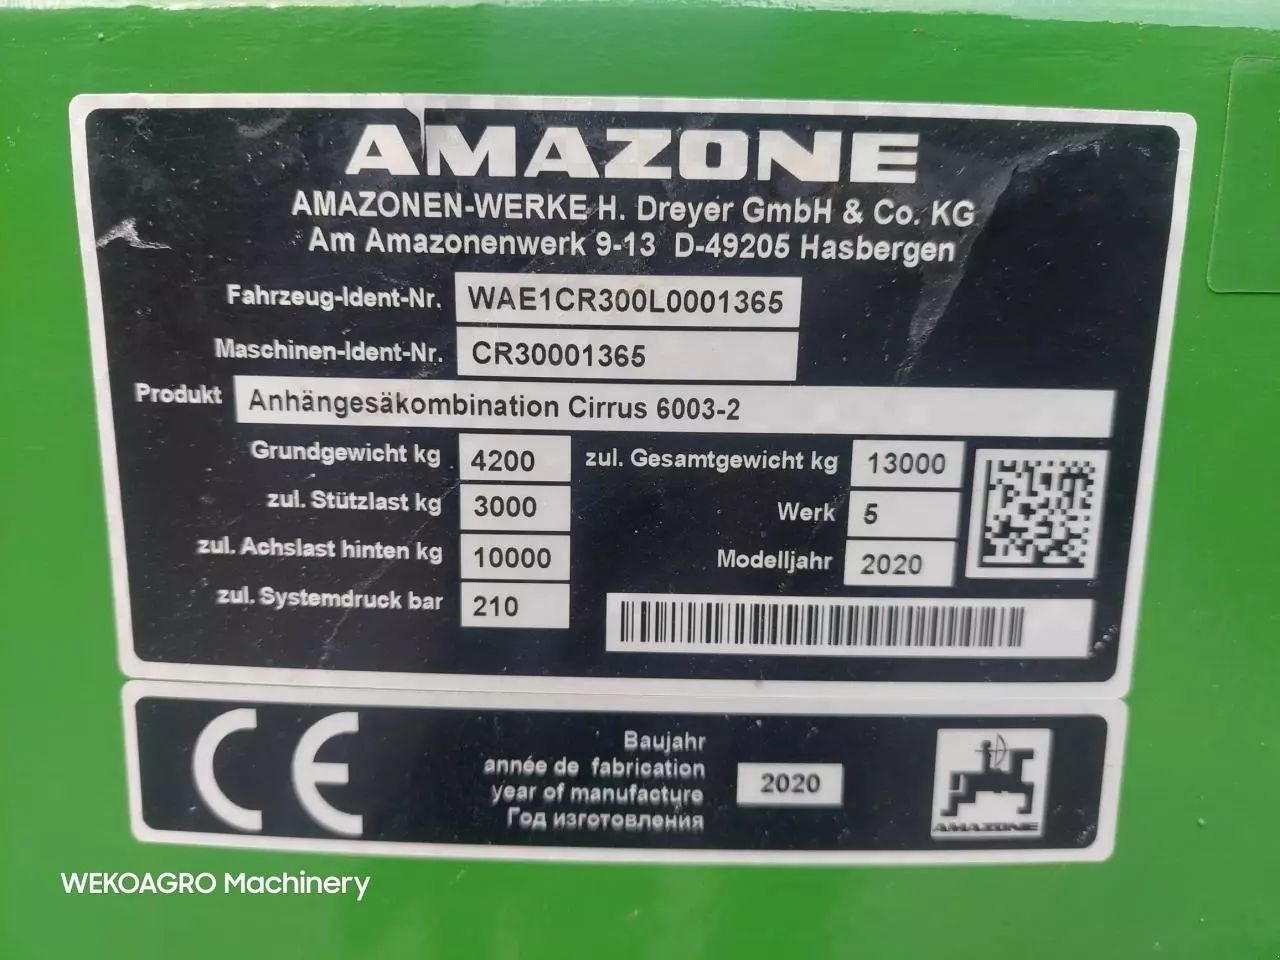 AMAZONE
AMAZONEN-WERKE H. Dreyer GmbH & Co. KG
Am Amazonenwerk 9-13 D-49205 Hasbergen
Fahrzeug-Ident-Nr. WAE1CR300L0001365
Maschinen-Ident-Nr. CR30001365
Produkt Anhängesäkombination Cirrus 6003-2
Grundgewicht kg 4200 zul. Gesamtgewicht kg 13000
zul. Stützlast kg 3000 Werk 5
zul. Achslast hinten kg 10000 Modelljahr 2020
zul. Systemdruck bar 210
CE
Baujahr
année de fabrication
year of manufacture 2020
Год изготовления
AMAZONE
WEKOAGRO Machinery